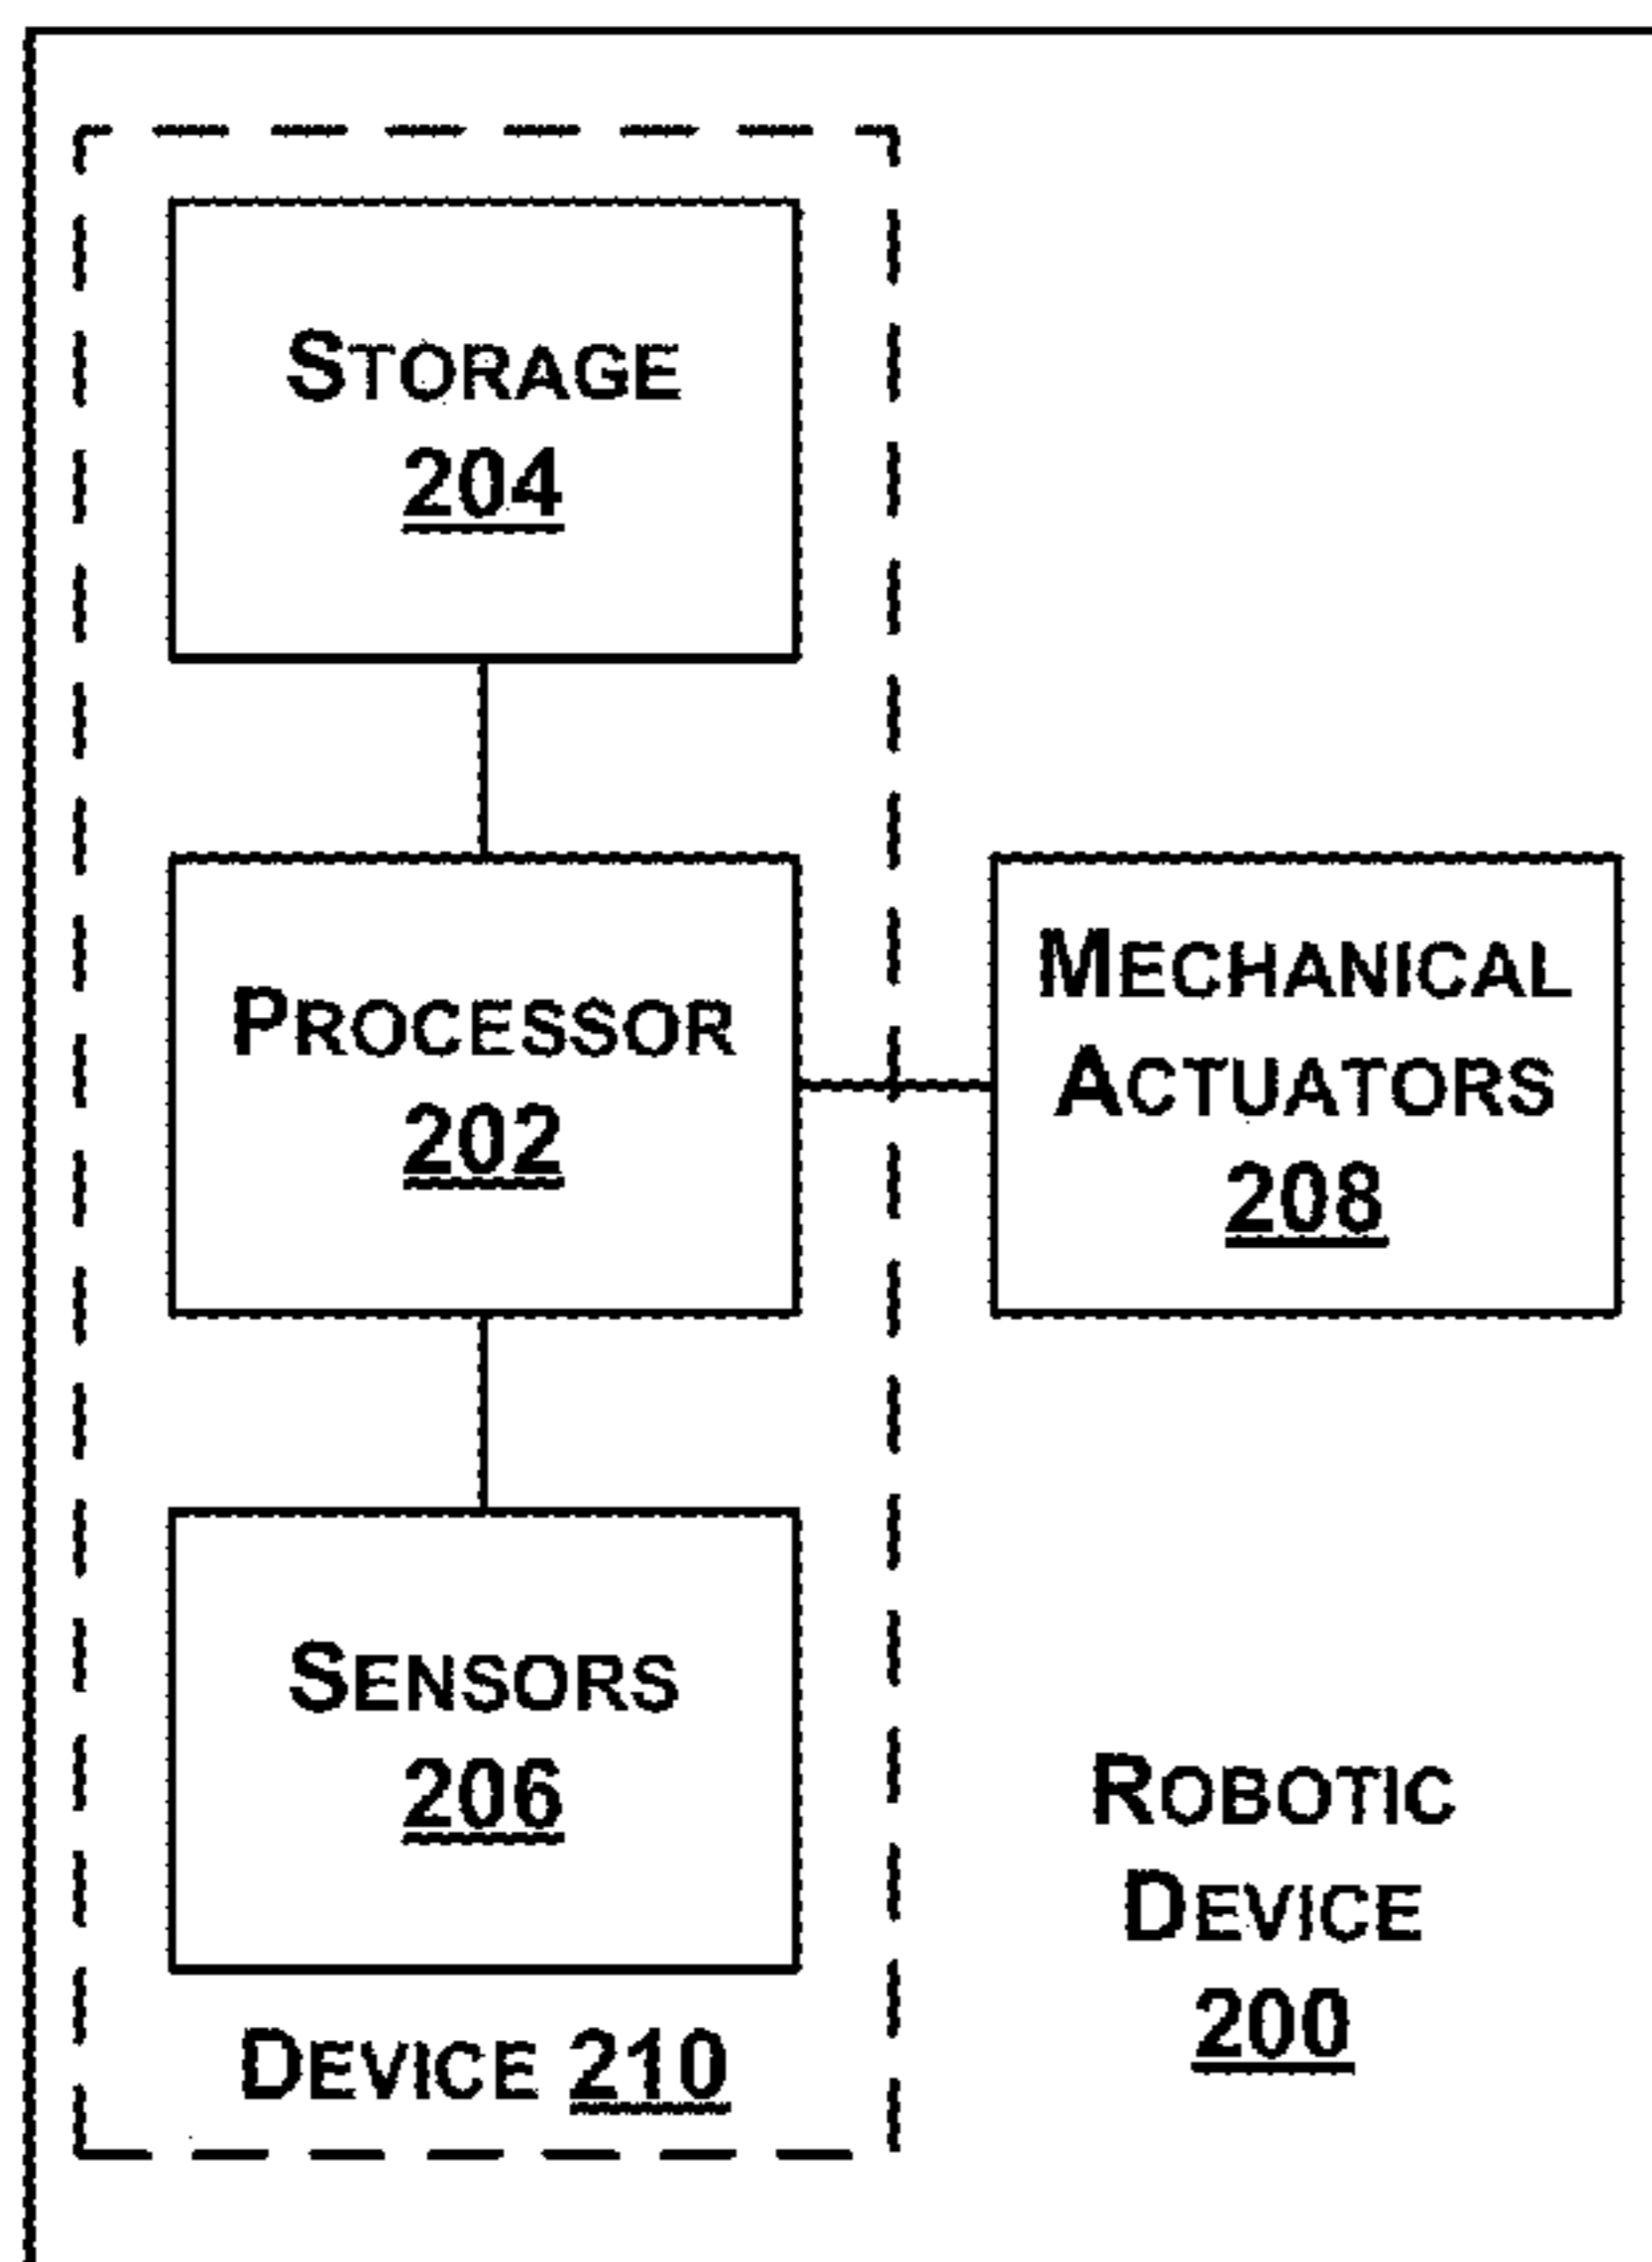 STORAGE
204
PROCESSOR
202
MECHANICAL
ACTUATORS
208
SENSORS
206
DEVICE 210
ROBOTIC
DEVICE
200